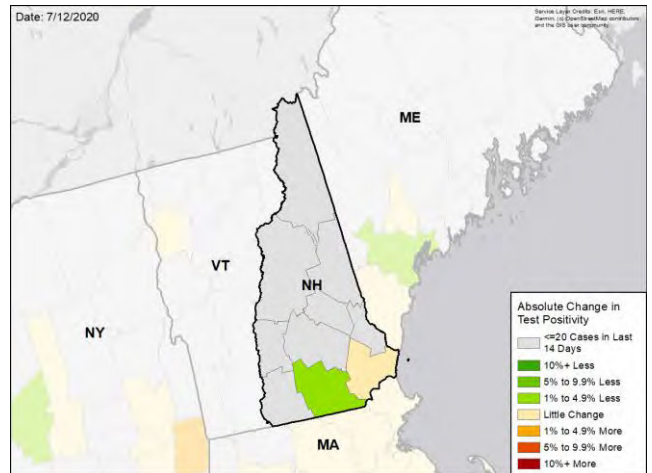 Date: 7/12/2020
Service Layer Credits: Esri, HERE,
Garmin, (c) OpenStreetMap contributors,
and the GIS user community
ME
VT
NH
NY
MA
Absolute Change in
Test Positivity
<=20 Cases in Last
14 Days
10%+ Less
5% to 9.9% Less
1% to 4.9% Less
Little Change
1% to 4.9% More
5% to 9.9% More
10%+ More